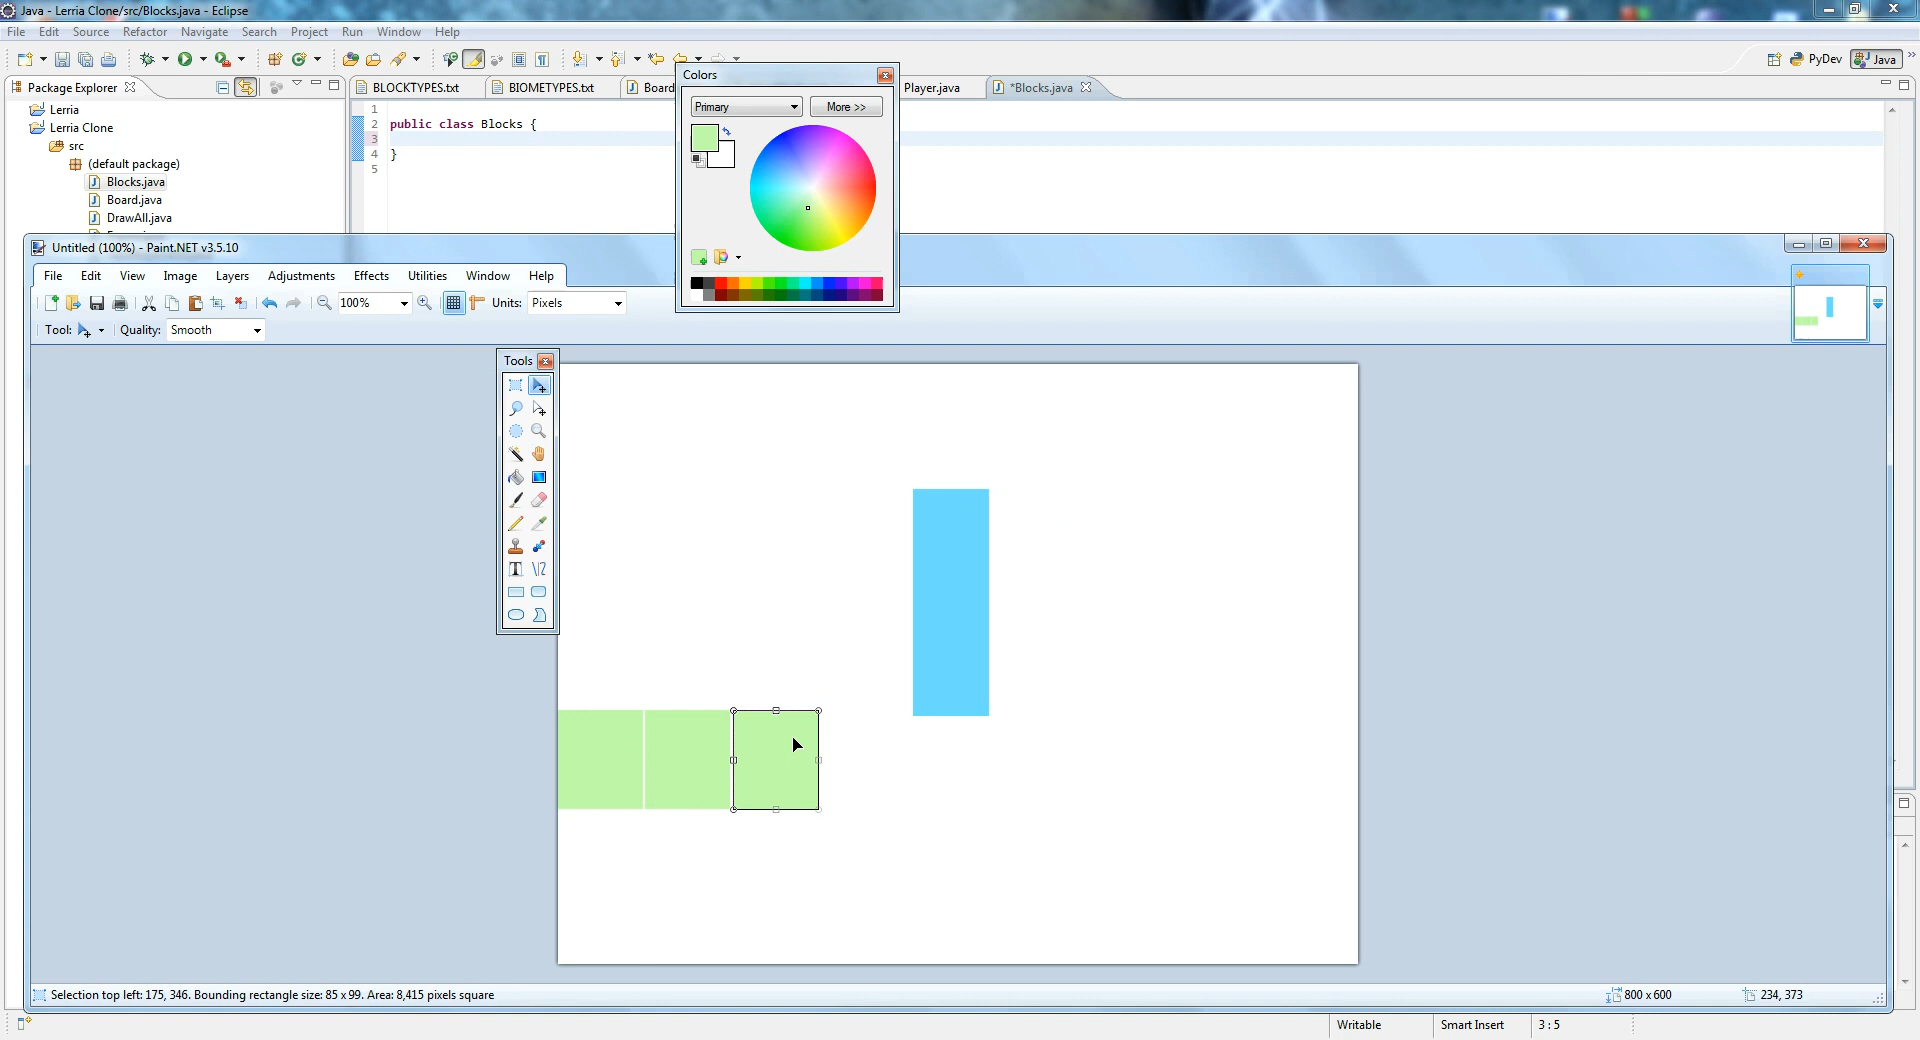 Java - Lerria Clone/src/Blocks.java - Eclipse
File Edit Source Refactor Navigate Search Project Run Window Help
PyDev Java
Package Explorer BLOCKTYPES.txt BIOMETYPES.txt Board Player.java *Blocks.java
Lerria
Lerria Clone
src
(default package)
Blocks.java
Board.java
DrawAll.java
1
2 public class Blocks {
3
4 }
5
Colors
Primary More >>
Untitled (100%) - Paint.NET v3.5.10
File Edit View Image Layers Adjustments Effects Utilities Window Help
100% Units: Pixels
Tool: Quality: Smooth
Tools
Selection top left: 175, 346. Bounding rectangle size: 85 x 99. Area: 8,415 pixels square 800 x 600 234, 373
Writable Smart Insert 3 : 5